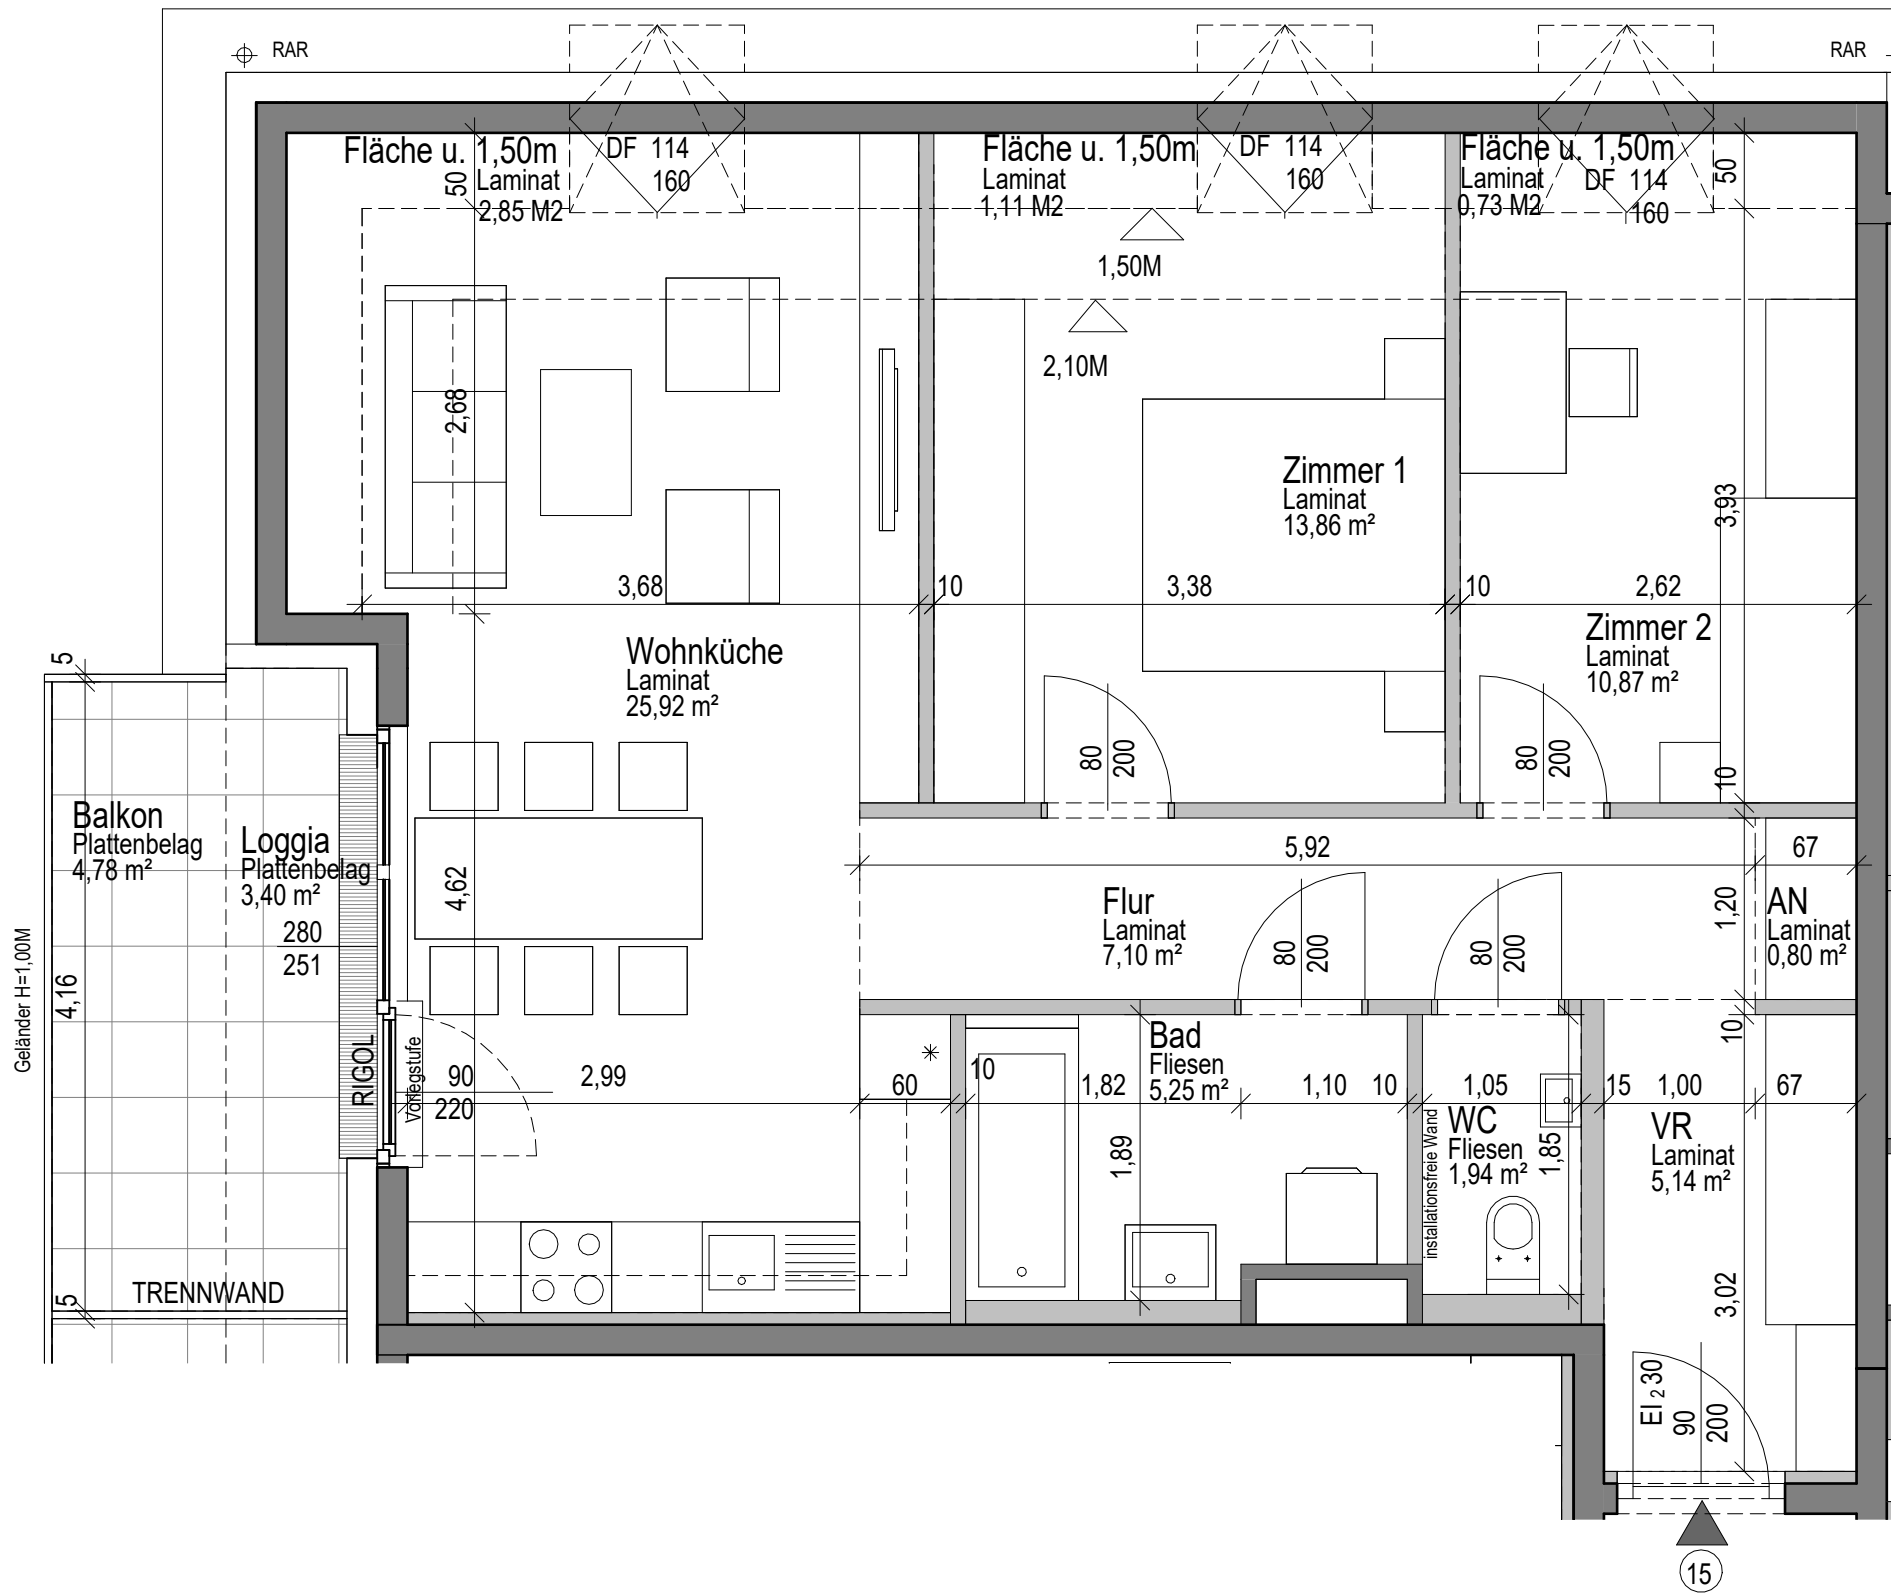 RAR
RAR
Fläche u. 1,50m
Laminat
2,85 M2
50
DF 114
160
Fläche u. 1,50m
Laminat
1,11 M2
DF 114
160
Fläche u. 1,50m
Laminat
0,73 M2
DF 114
160
50
1,50M
2,10M
2,68
Zimmer 1
Laminat
13,86 m²
3,93
3,68
10
3,38
10
2,62
Wohnküche
Laminat
25,92 m²
Zimmer 2
Laminat
10,87 m²
5
80
200
80
200
10
Balkon
Plattenbelag
4,78 m²
Loggia
Plattenbelag
3,40 m²
280
251
4,62
5,92
67
Flur
Laminat
7,10 m²
80
200
80
200
1,20
AN
Laminat
0,80 m²
Geländer H=1,00M
4,16
RIGOL
Vorlegstufe
90
220
2,99
60
10
1,82
Bad
Fliesen
5,25 m²
1,10
10
1,05
15
1,00
67
10
1,89
installationsfreie Wand
WC
Fliesen
1,94 m²
1,85
VR
Laminat
5,14 m²
3,02
TRENNWAND
5
EI 2 30
90
200
15